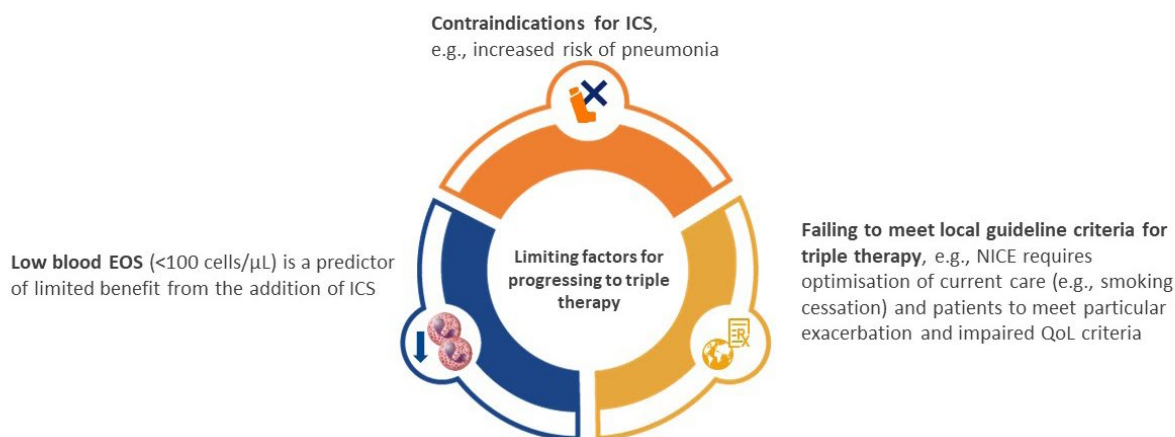 Contraindications for ICS,
e.g., increased risk of pneumonia
Low blood EOS (<100 cells/µL) is a predictor
of limited benefit from the addition of ICS
Limiting factors for
progressing to triple
therapy
Failing to meet local guideline criteria for
triple therapy, e.g., NICE requires
optimisation of current care (e.g., smoking
cessation) and patients to meet particular
exacerbation and impaired QoL criteria
Rx